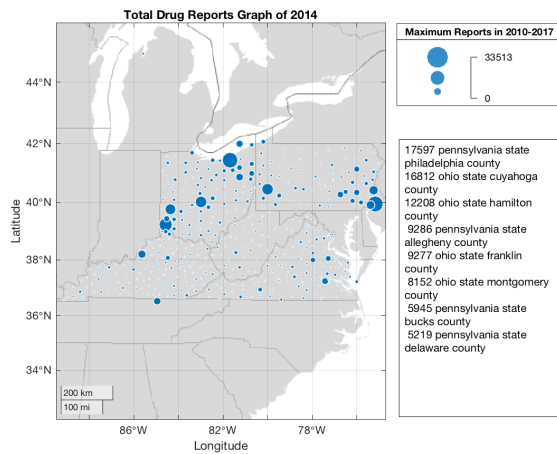 Total Drug Reports Graph of 2014
Maximum Reports in 2010-2017
33513
0
44°N
42°N
40°N
38°N
36°N
34°N
Latitude
200 km
100 mi
86°W
82°W
78°W
Longitude
17597 pennsylvania state
philadelphia county
16812 ohio state cuyahoga
county
12208 ohio state hamilton
county
9286 pennsylvania state
allegheny county
9277 ohio state franklin
county
8152 ohio state montgomery
county
5945 pennsylvania state
bucks county
5219 pennsylvania state
delaware county